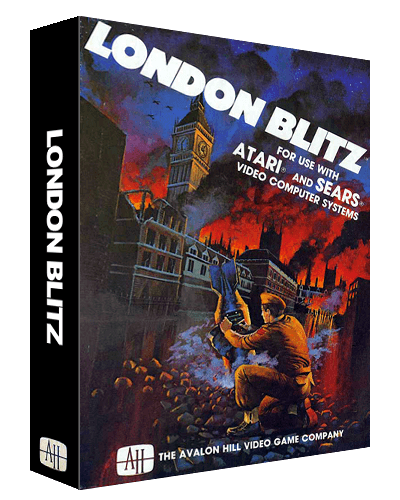 LONDON BLITZ
FOR USE WITH
ATARI® AND SEARS®
VIDEO COMPUTER SYSTEMS
LONDON BLITZ
AH
AH THE AVALON HILL VIDEO GAME COMPANY